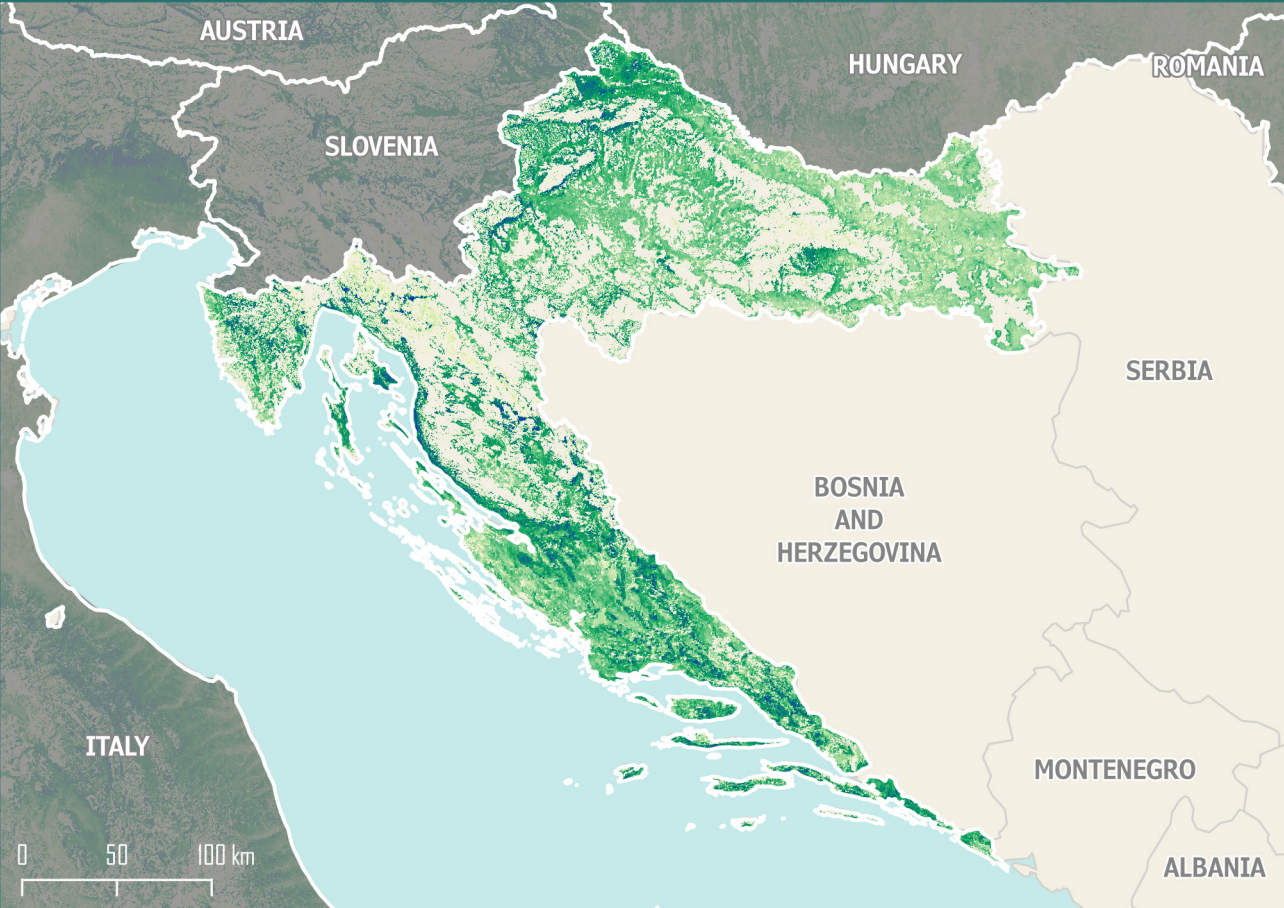 AUSTRIA
HUNGARY
ROMANIA
SLOVENIA
SERBIA
BOSNIA
AND
HERZEGOVINA
ITALY
MONTENEGRO
0 50 100 km
ALBANIA